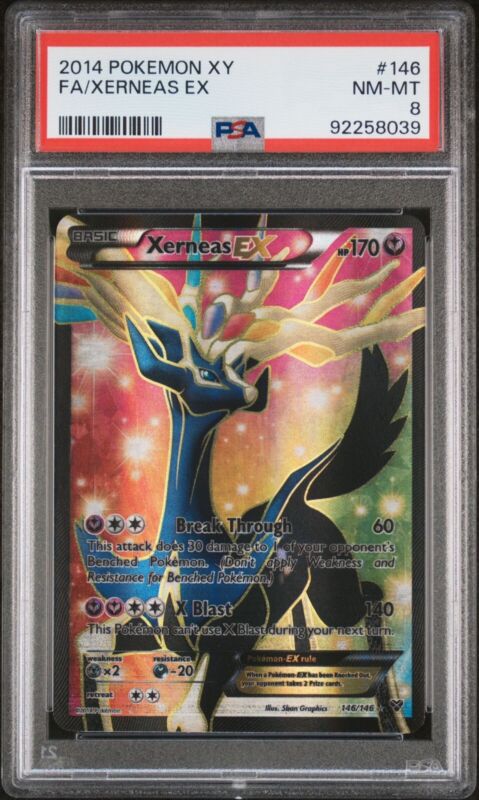 2014 POKEMON XY #146
FA/XERNEAS EX NM-MT
8
PSA 92258039
BASIC Xerneas EX HP 170
Break Through 60
This attack does 30 damage to 1 of your opponent's
Benched Pokémon. (Don't apply Weakness and
Resistance for Benched Pokémon.)
X Blast 140
This Pokémon can't use X Blast during your next turn.
weakness resistance
×2 -20
retreat
Pokémon-EX rule
When a Pokémon-EX has been Knocked Out,
your opponent takes 2 Prize cards.
Illus. Shan Graphics 146/146